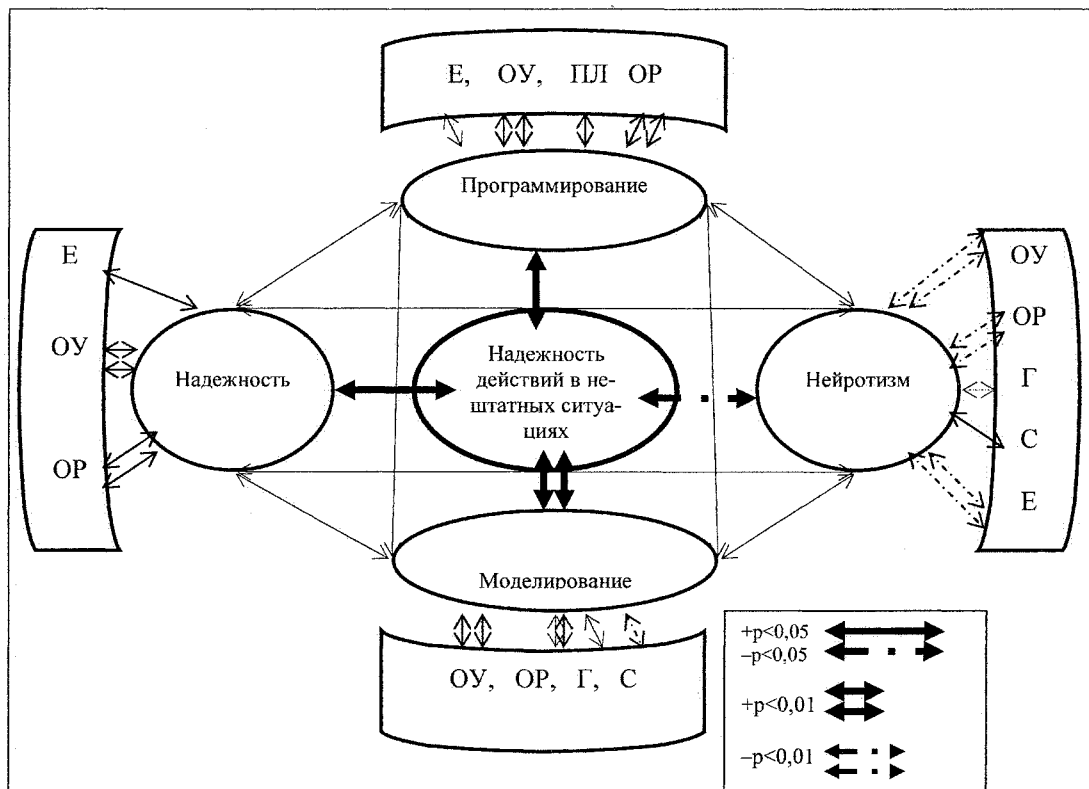 Е, ОУ, ПЛ ОР
Программирование
Е
ОУ
ОР
Надежность
Надежность
действий в не-
штатных ситуа-
циях
Нейротизм
ОУ
ОР
Г
С
Е
Моделирование
ОУ, ОР, Г, С
+p<0,05
–p<0,05
+p<0,01
–p<0,01